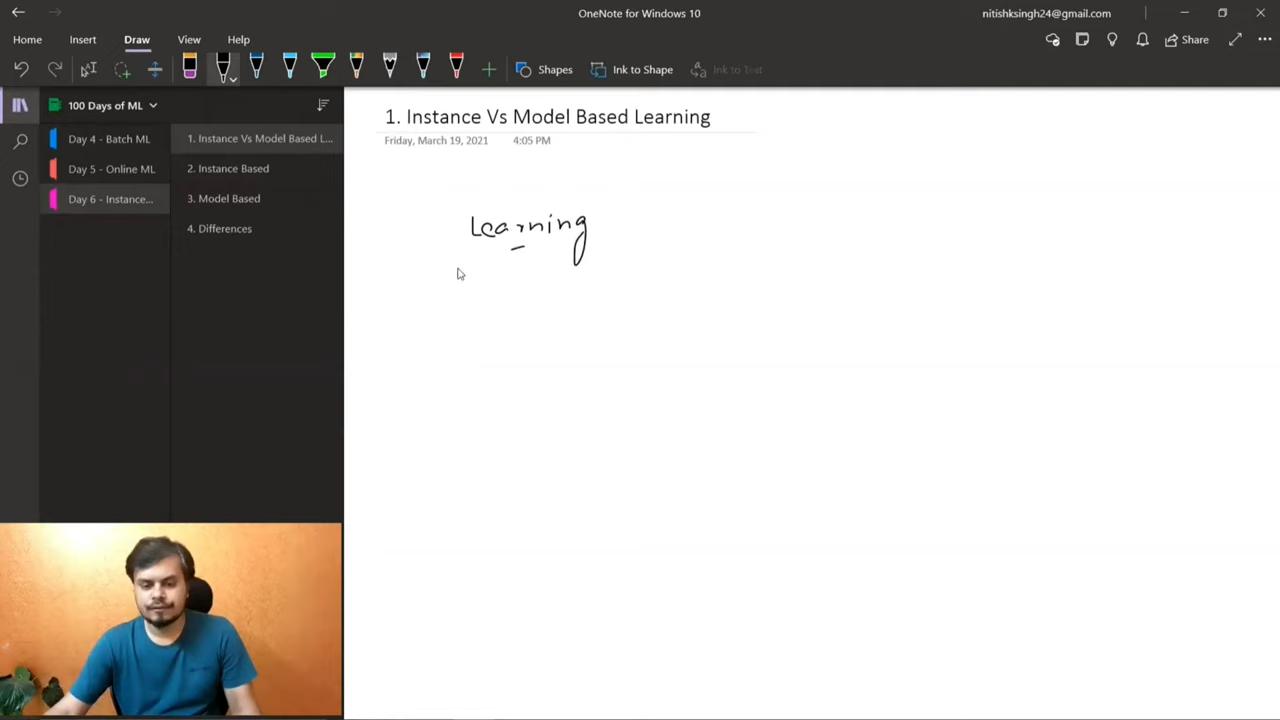 OneNote for Windows 10
nitishksingh24@gmail.com
Home Insert Draw View Help
Share
Shapes Ink to Shape Ink to Text
100 Days of ML
Day 4 - Batch ML
Day 5 - Online ML
Day 6 - Instance...
1. Instance Vs Model Based L...
2. Instance Based
3. Model Based
4. Differences
1. Instance Vs Model Based Learning
Friday, March 19, 2021 4:05 PM
Learning